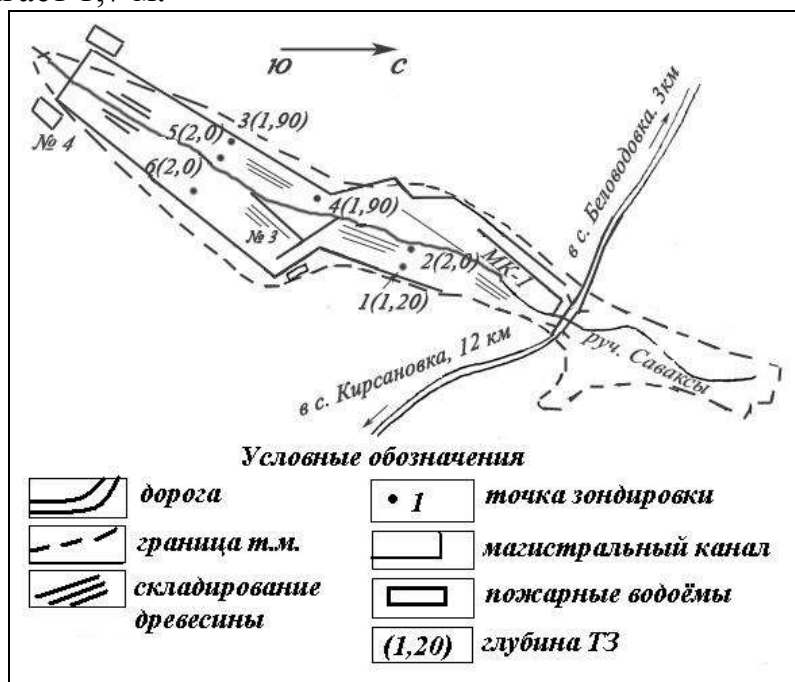 Ю С
3(1,90)
5(2,0)
№ 4
6(2,0)
4(1,90)
№ 3
2(2,0)
МК-1
1(1,20)
в с. Беловодовка. 3км
в с. Кирсановка, 12 км
руч. Саваксы
Условные обозначения
дорога
• 1 точка зондировки
граница т.м.
магистральный канал
складирование
древесины
пожарные водоёмы
(1,20) глубина ТЗ